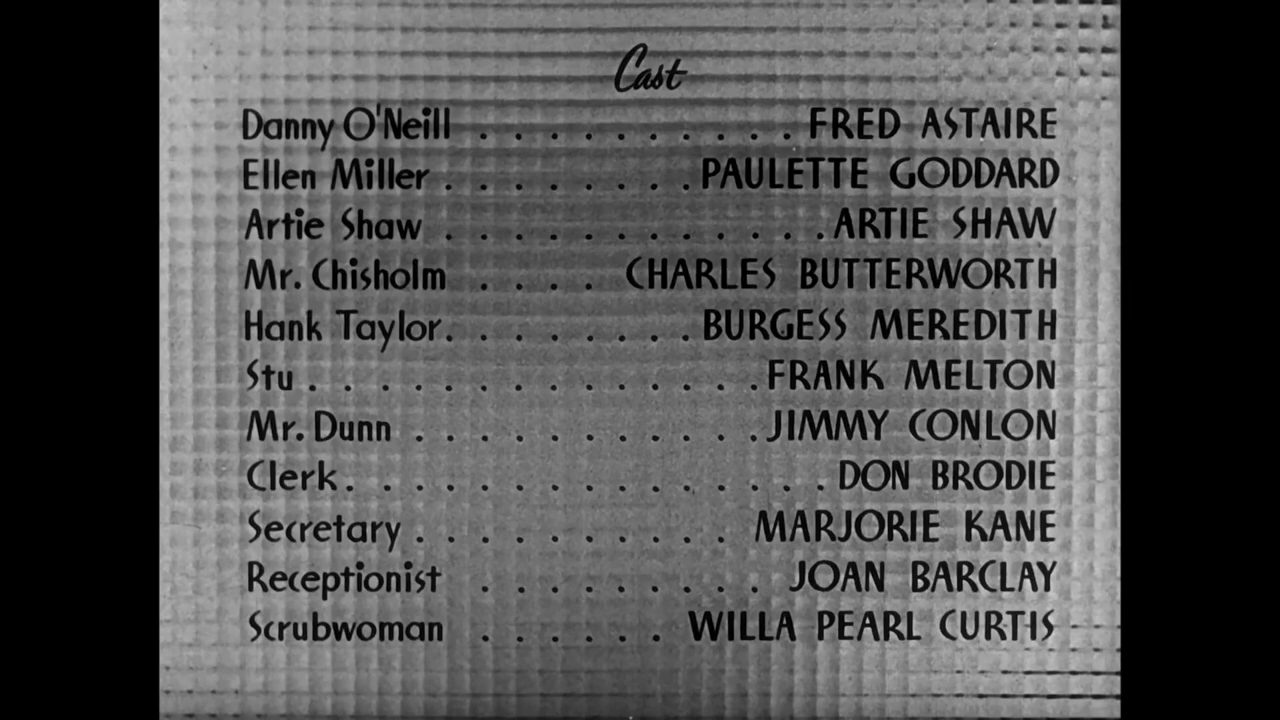 Cast
Danny O'Neill . . . . . . . . . . FRED ASTAIRE
Ellen Miller . . . . . . . . PAULETTE GODDARD
Artie Shaw . . . . . . . . . . . . ARTIE SHAW
Mr. Chisholm . . . . CHARLES BUTTERWORTH
Hank Taylor . . . . . . . . BURGESS MEREDITH
Stu . . . . . . . . . . . . . . FRANK MELTON
Mr. Dunn . . . . . . . . . . . JIMMY CONLON
Clerk . . . . . . . . . . . . . . . DON BRODIE
Secretary . . . . . . . . . . MARJORIE KANE
Receptionist . . . . . . . . . JOAN BARCLAY
Scrubwoman . . . . . . WILLA PEARL CURTIS